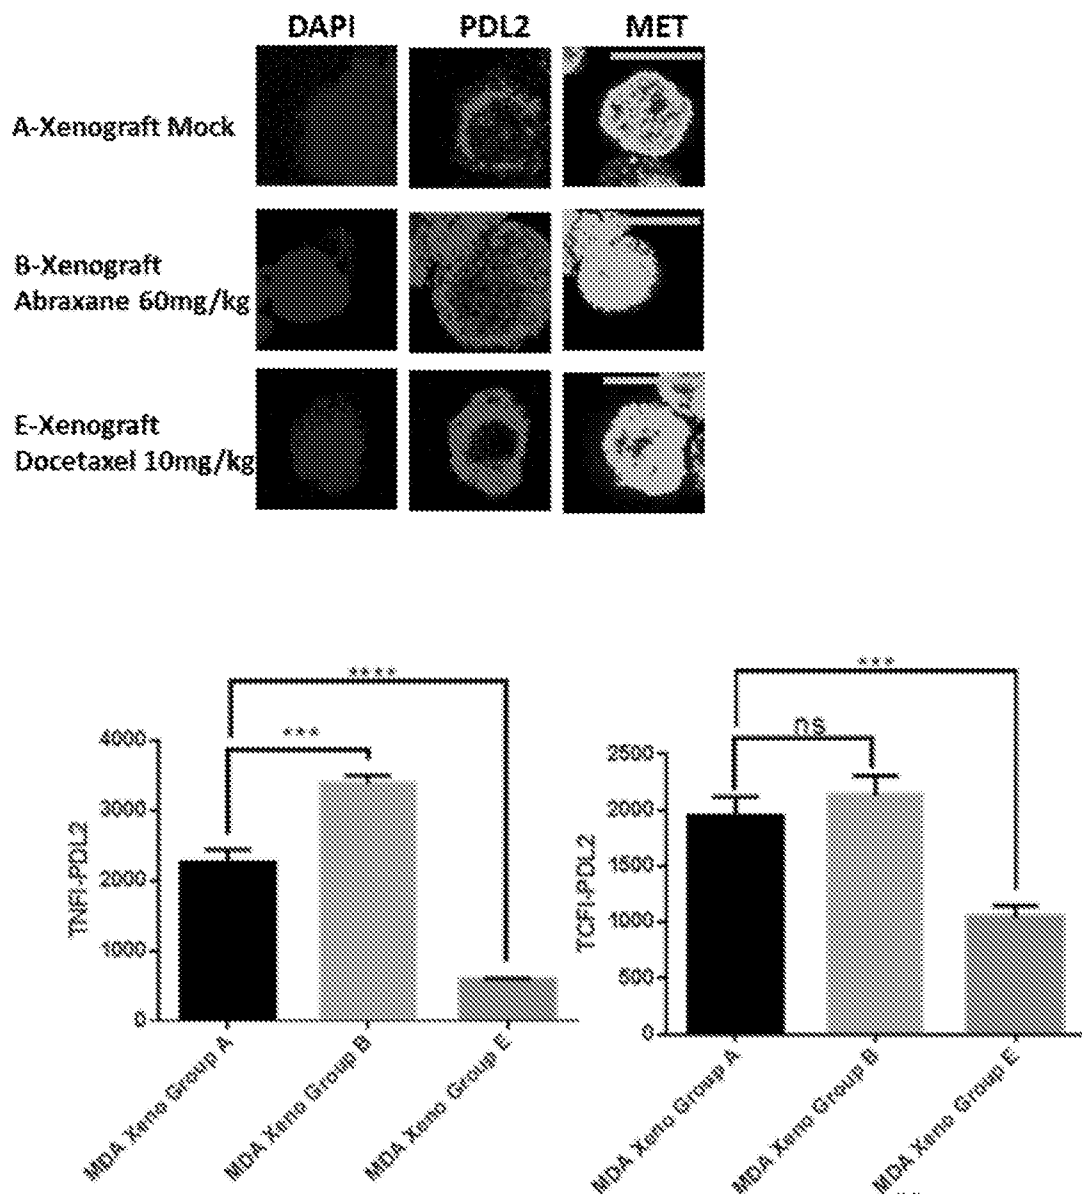 DAPI PDL2 MET
A-Xenograft Mock
B-Xenograft
Abraxane 60mg/kg
E-Xenograft
Docetaxel 10mg/kg
****
***
4000
3000
2000
1000
0
TNFI-PDL2
MDA Xeno Group A
MDA Xeno Group B
MDA Xeno Group E
***
ns
2500
2000
1500
1000
500
0
TCFI-PDL2
MDA Xeno Group A
MDA Xeno Group B
MDA Xeno Group E